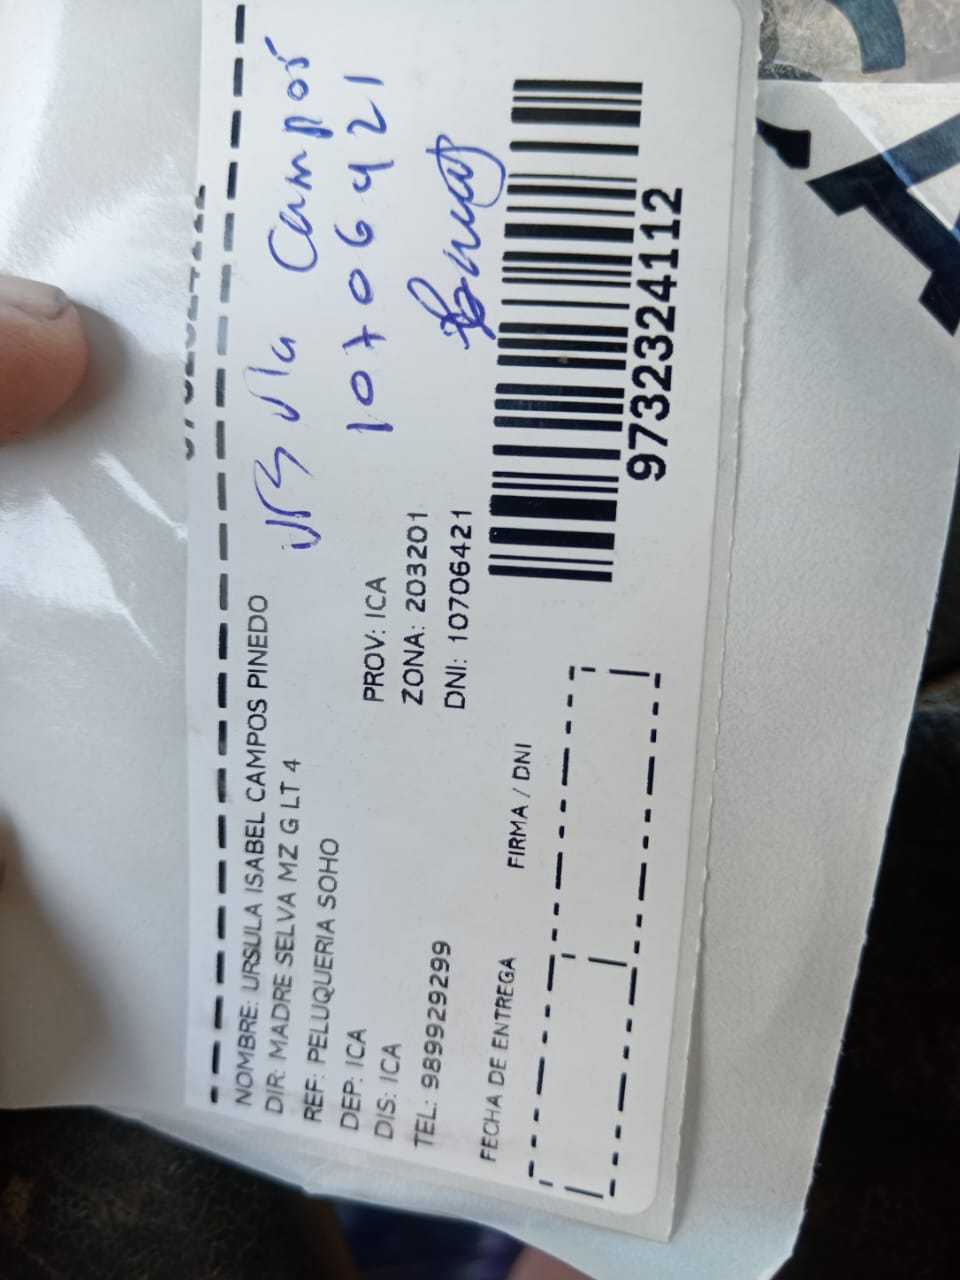 NOMBRE: URSULA ISABEL CAMPOS PINEDO
DIR: MADRE SELVA MZ G LT 4
REF: PELUQUERIA SOHO
DEP: ICA
PROV: ICA
DIS: ICA
ZONA: 203201
TEL: 989929299
DNI: 10706421
Campos
10706421
FECHA DE ENTREGA
FIRMA / DNI
9732324112